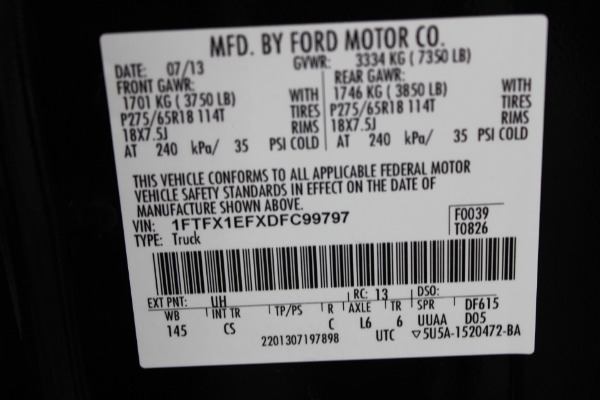 MFD. BY FORD MOTOR CO.
DATE: 07/13 GVWR: 3334 KG ( 7350 LB)
FRONT GAWR: REAR GAWR:
1701 KG ( 3750 LB) WITH 1746 KG ( 3850 LB) WITH
P275/65R18 114T TIRES P275/65R18 114T TIRES
18X7.5J RIMS 18X7.5J RIMS
AT 240 kPa/ 35 PSI COLD AT 240 kPa/ 35 PSI COLD
THIS VEHICLE CONFORMS TO ALL APPLICABLE FEDERAL MOTOR
VEHICLE SAFETY STANDARDS IN EFFECT ON THE DATE OF
MANUFACTURE SHOWN ABOVE.
VIN: 1FTFX1EFXDFC99797 F0039
TYPE: Truck T0826
EXT PNT: UH RC: 13 DSO:
WB INT TR TP/PS R AXLE TR SPR DF615
145 CS C L6 6 UUAA D05
2201307197898 UTC ▽5U5A-1520472-BA